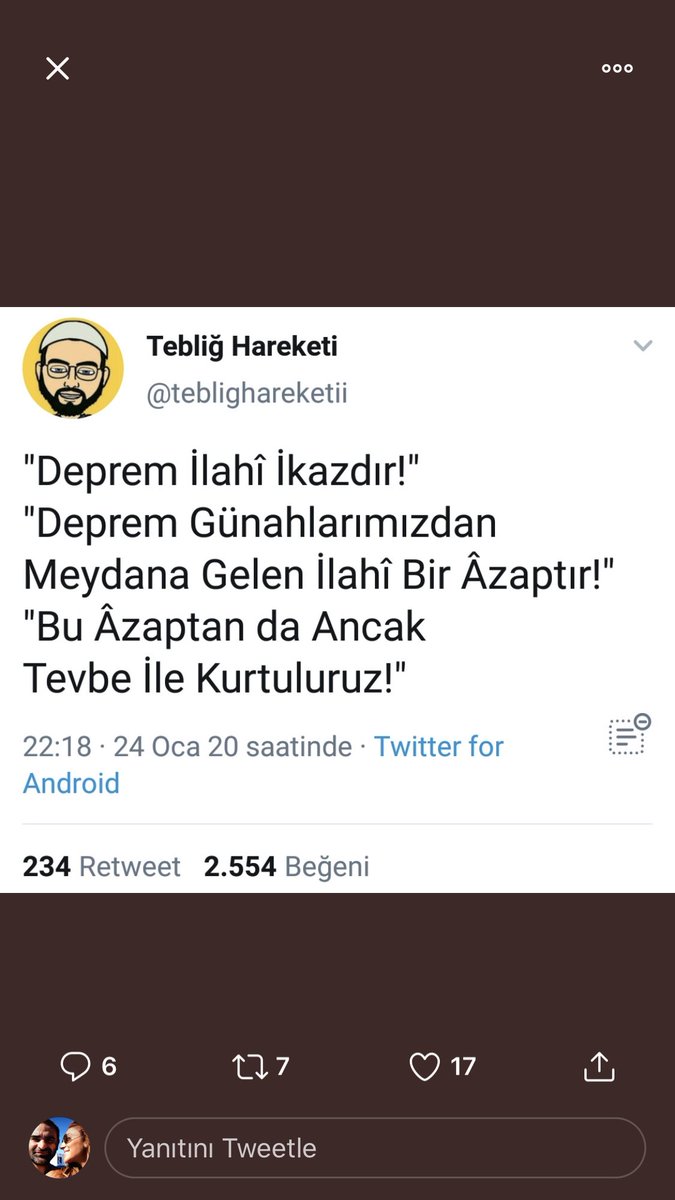 Tebliğ Hareketi
@teblighareketii
"Deprem İlahî İkazdır!"
"Deprem Günahlarımızdan
Meydana Gelen İlahî Bir Âzaptır!"
"Bu Âzaptan da Ancak
Tevbe İle Kurtuluruz!"
22:18 · 24 Oca 20 saatinde · Twitter for
Android
234 Retweet 2.554 Beğeni
6 7 17
Yanıtını Tweetle